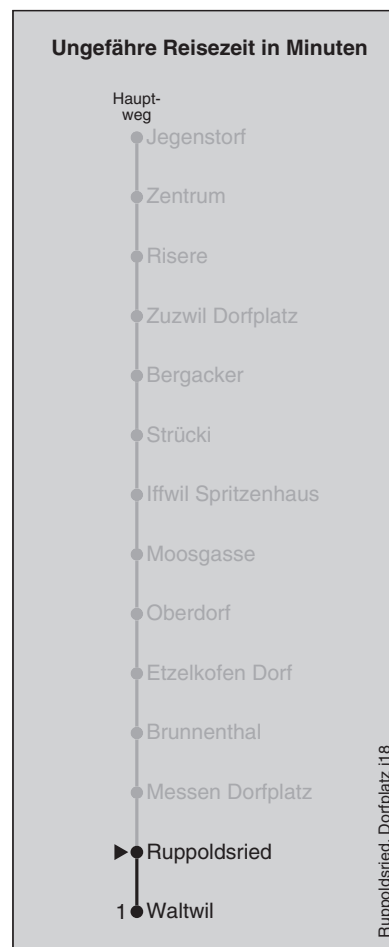 Ungefähre Reisezeit in Minuten
Haupt-
weg
Jegenstorf
Zentrum
Risere
Zuzwil Dorfplatz
Bergacker
Strücki
Iffwil Spritzenhaus
Moosgasse
Oberdorf
Etzelkofen Dorf
Brunnenthal
Messen Dorfplatz
Ruppoldsried
1 Waltwil
Ruppoldsried, Dorfplatz j18